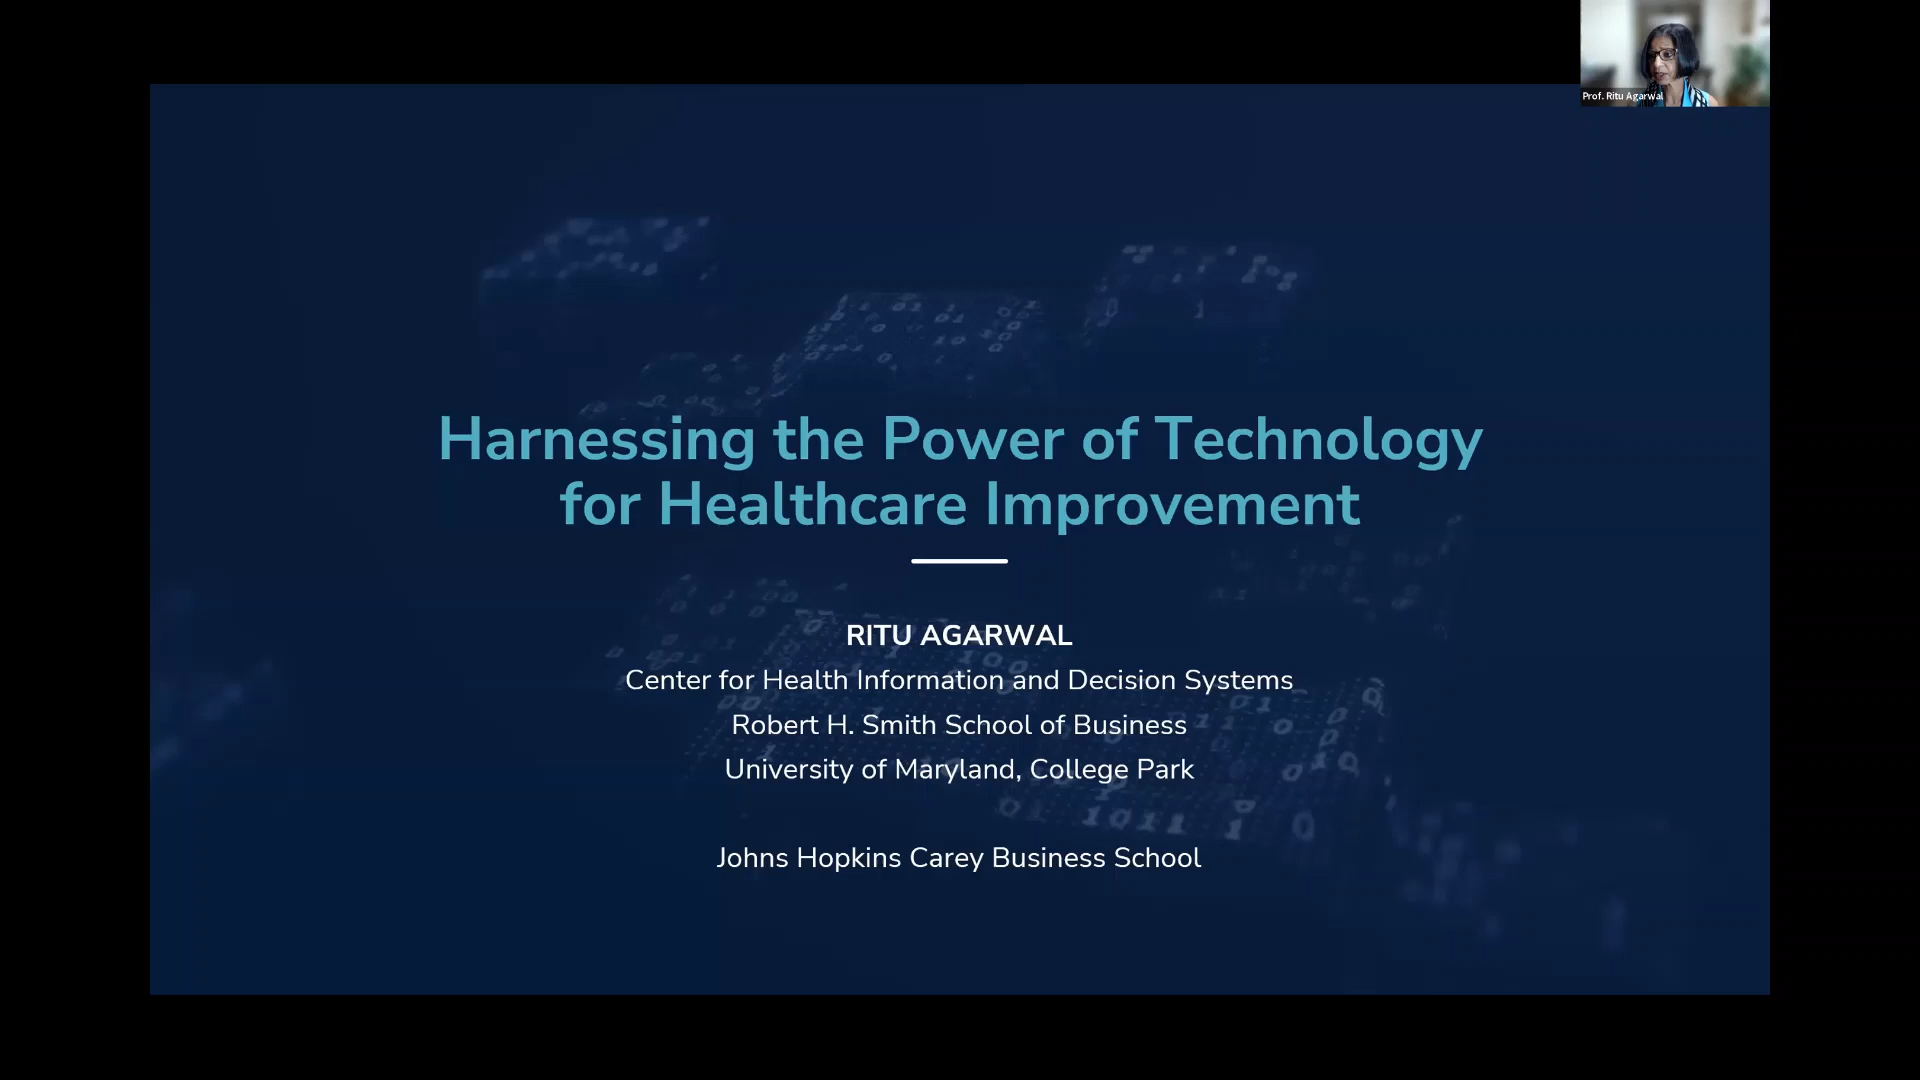 Prof. Ritu Agarwal
Harnessing the Power of Technology
for Healthcare Improvement
RITU AGARWAL
Center for Health Information and Decision Systems
Robert H. Smith School of Business
University of Maryland, College Park
Johns Hopkins Carey Business School